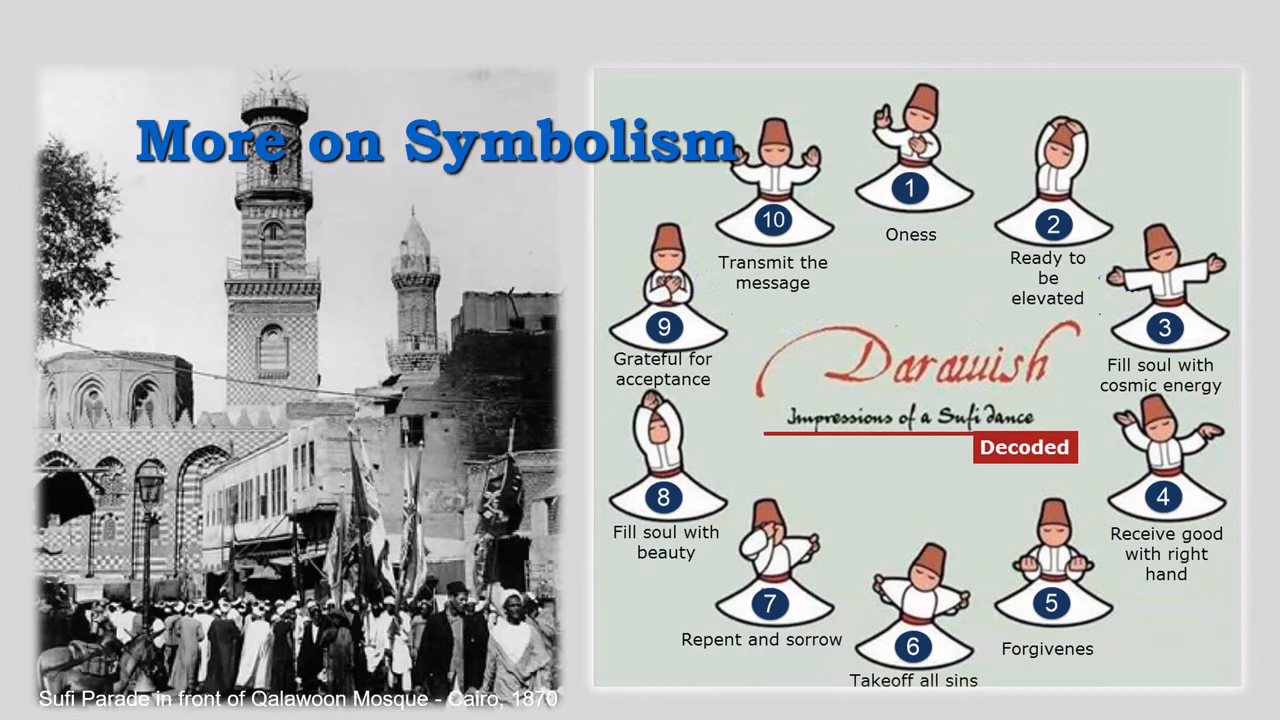 More on Symbolism
1
Oness
2
Ready to
be
elevated
3
Fill soul with
cosmic energy
4
Receive good
with right
hand
5
Forgivenes
6
Takeoff all sins
7
Repent and sorrow
8
Fill soul with
beauty
9
Grateful for
acceptance
10
Transmit the
message
Darawish
Impressions of a Sufi dance
Decoded
Sufi Parade in front of Qalawoon Mosque - Cairo, 1870